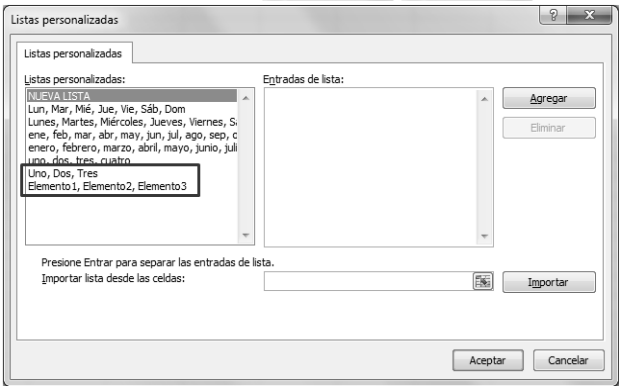 Listas personalizadas
Listas personalizadas
Listas personalizadas:
NUEVA LISTA
Lun, Mar, Mié, Jue, Vie, Sáb, Dom
Lunes, Martes, Miércoles, Jueves, Viernes, Sá
ene, feb, mar, abr, may, jun, jul, ago, sep, o
enero, febrero, marzo, abril, mayo, junio, juli
uno, dos, tres, cuatro
Uno, Dos, Tres
Elemento1, Elemento2, Elemento3
Entradas de lista:
Agregar
Eliminar
Presione Entrar para separar las entradas de lista.
Importar lista desde las celdas:
Importar
Aceptar
Cancelar